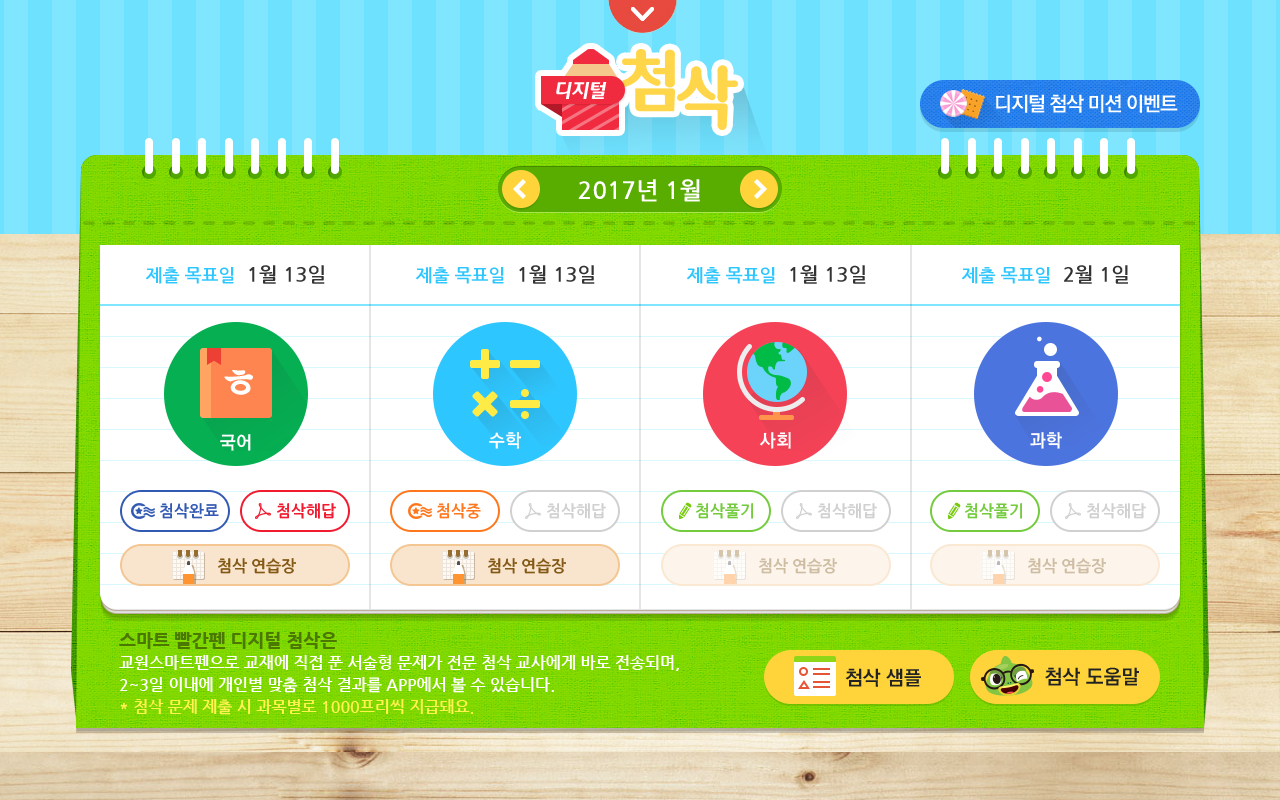 디지털 첨삭
디지털 첨삭 미션 이벤트
2017년 1월
제출 목표일 1월 13일
제출 목표일 1월 13일
제출 목표일 1월 13일
제출 목표일 2월 1일
ㅎ
국어
수학
사회
과학
첨삭완료
첨삭해답
첨삭중
첨삭해답
첨삭풀기
첨삭해답
첨삭풀기
첨삭해답
첨삭 연습장
첨삭 연습장
첨삭 연습장
첨삭 연습장
스마트 빨간펜 디지털 첨삭은
교원스마트펜으로 교재에 직접 푼 서술형 문제가 전문 첨삭 교사에게 바로 전송되며,
2~3일 이내에 개인별 맞춤 첨삭 결과를 APP에서 볼 수 있습니다.
* 첨삭 문제 제출 시 과목별로 1000프리씩 지급돼요.
첨삭 샘플
첨삭 도움말